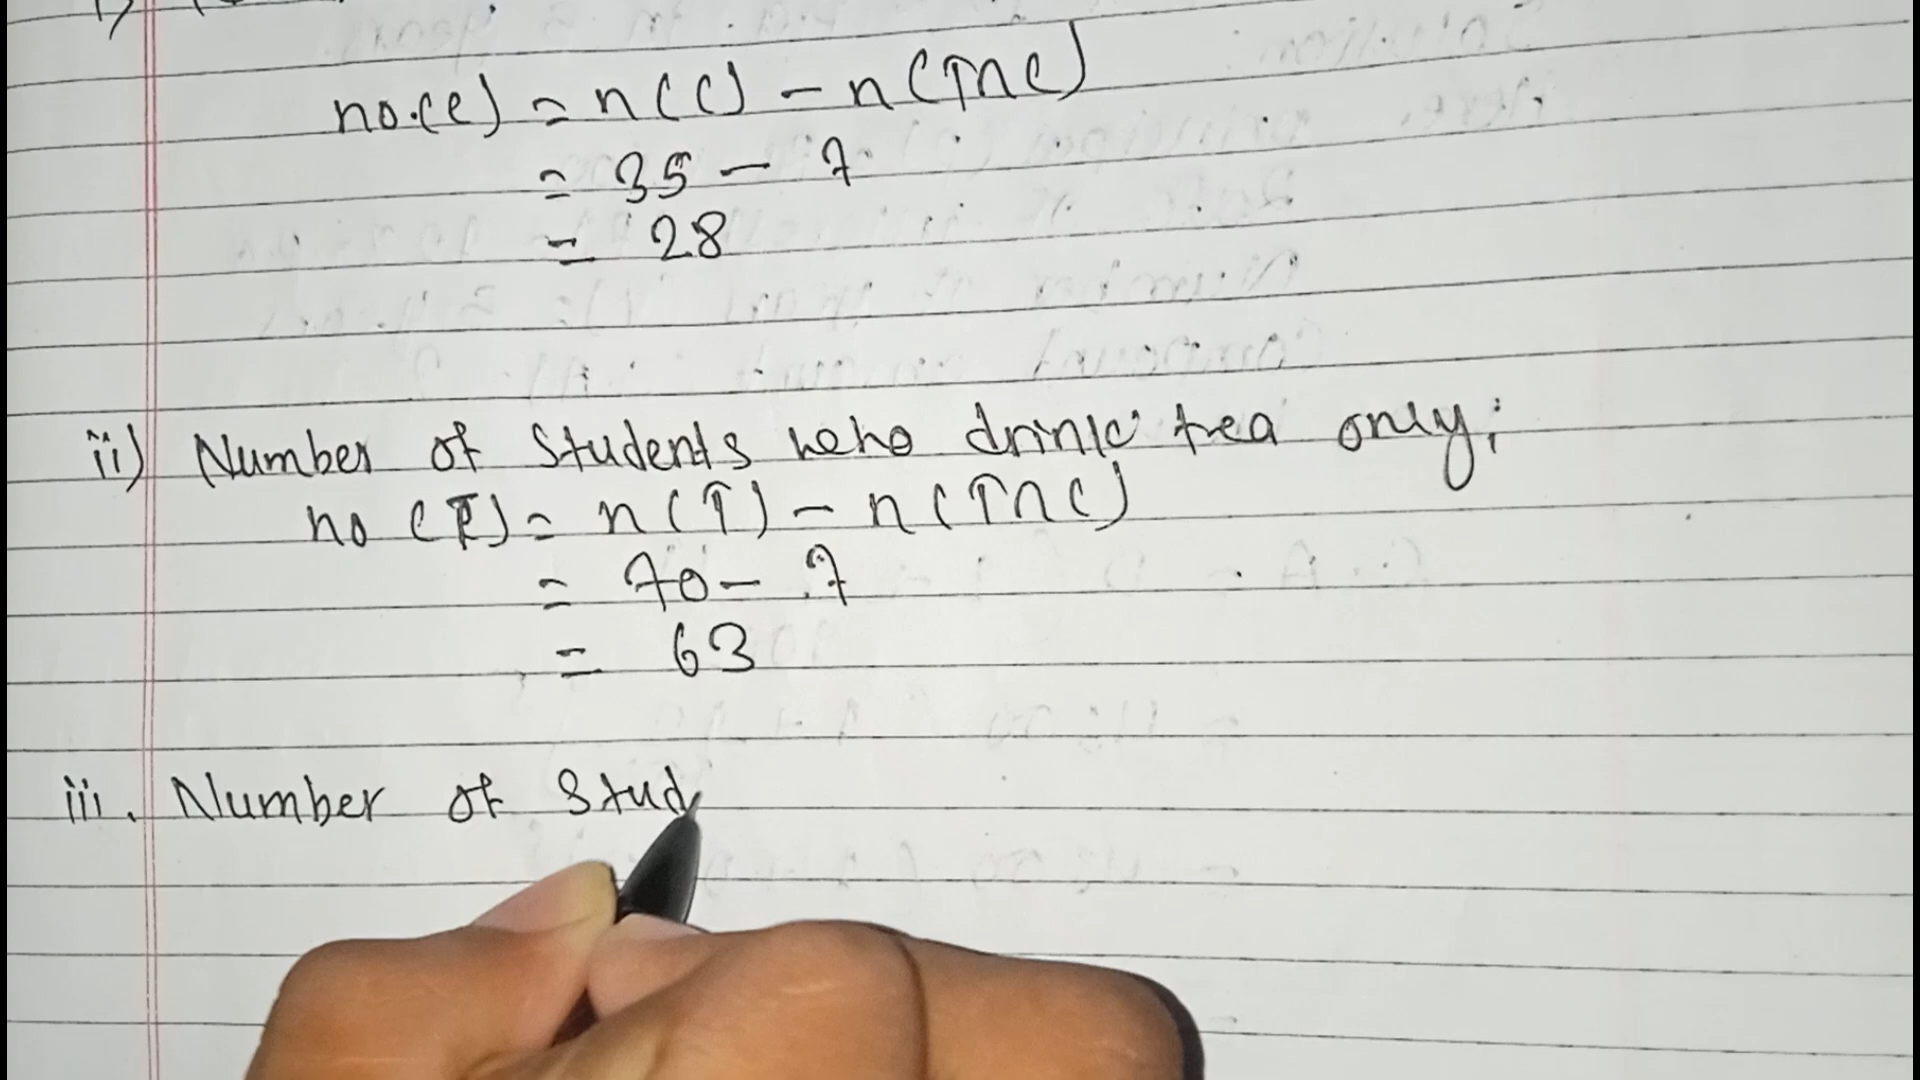 no.(c) = n(C) - n(T∩C)
= 35 - 7
= 28
ii) Number of Students who drink tea only;
no (T) = n(T) - n(T∩C)
= 70 - 7
= 63
iii. Number of Stud